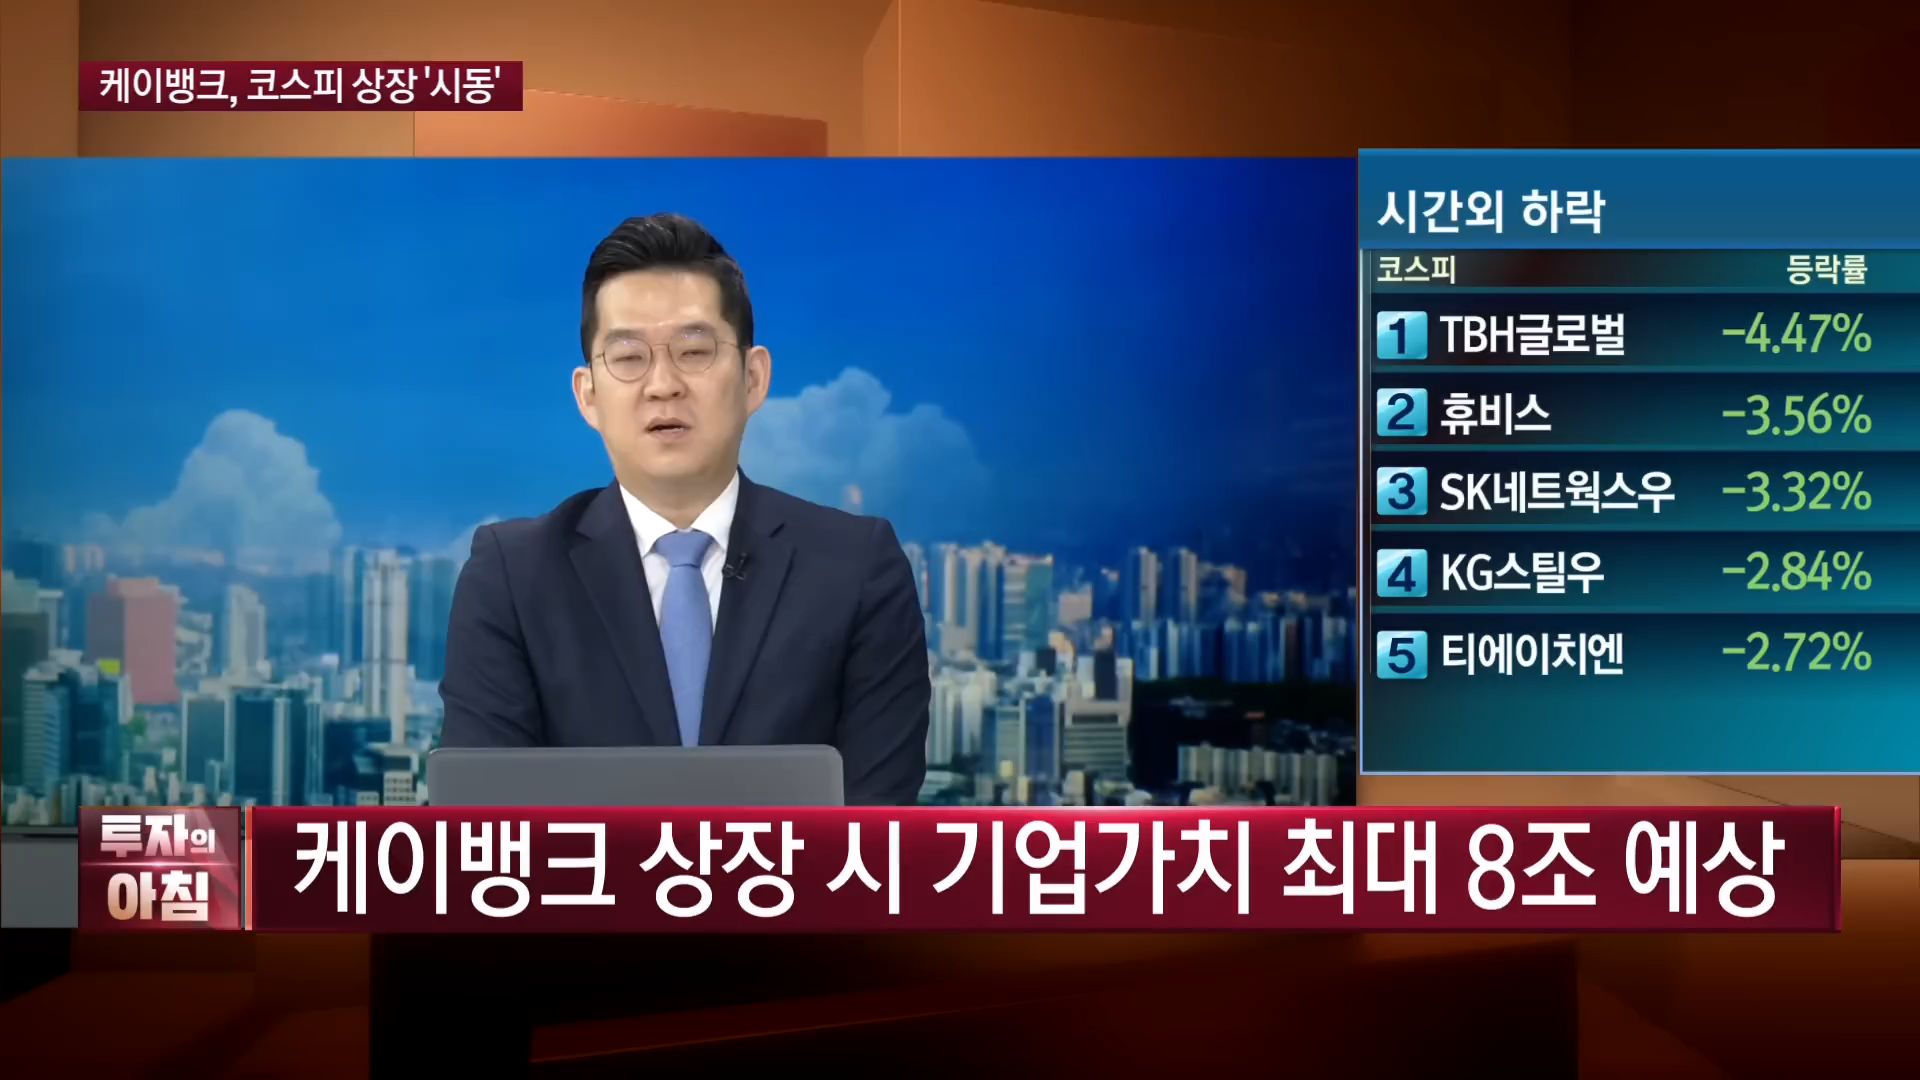 케이뱅크, 코스피 상장 '시동'
시간외 하락
코스피 등락률
1 TBH글로벌 -4.47%
2 휴비스 -3.56%
3 SK네트웍스우 -3.32%
4 KG스틸우 -2.84%
5 티에이치엔 -2.72%
투자의
아침
케이뱅크 상장 시 기업가치 최대 8조 예상